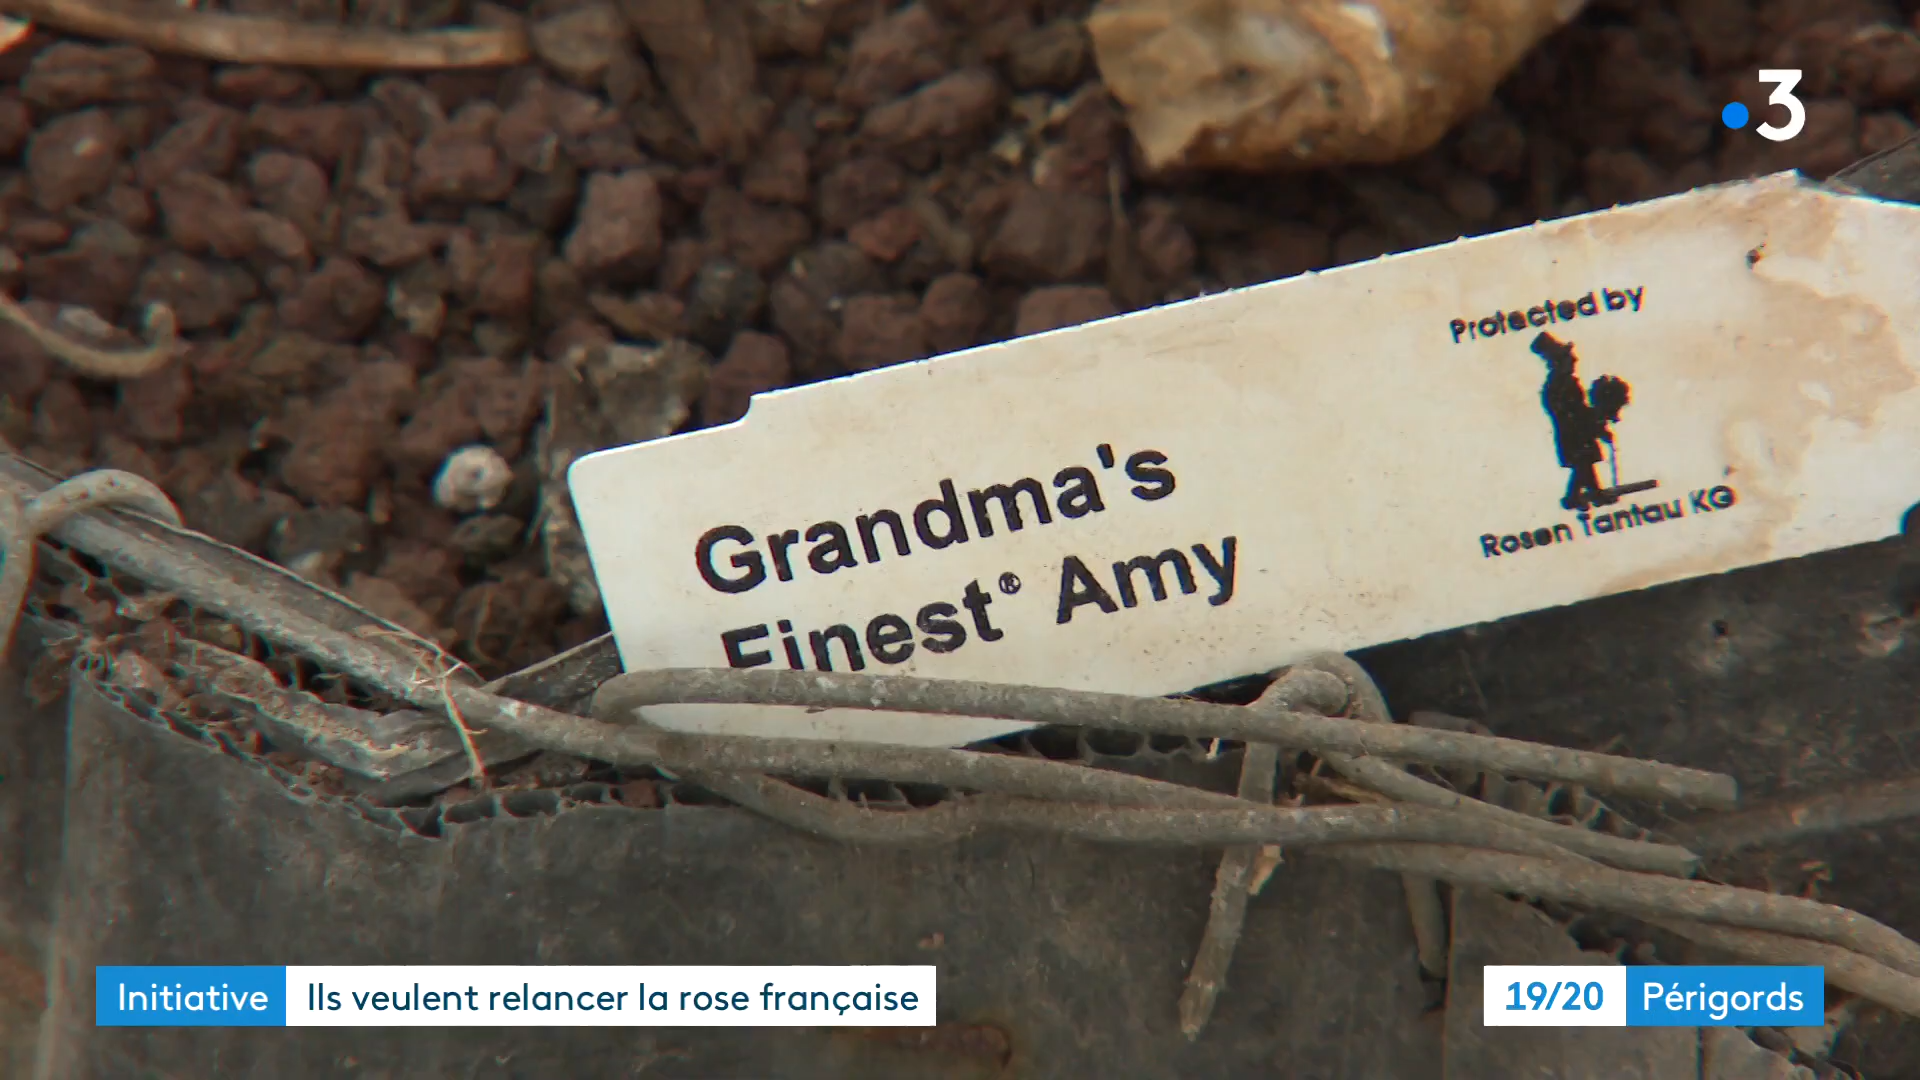 3
Protected by
Grandma's
Finest® Amy
Rosen Tantau KG
Initiative
Ils veulent relancer la rose française
19/20
Périgords